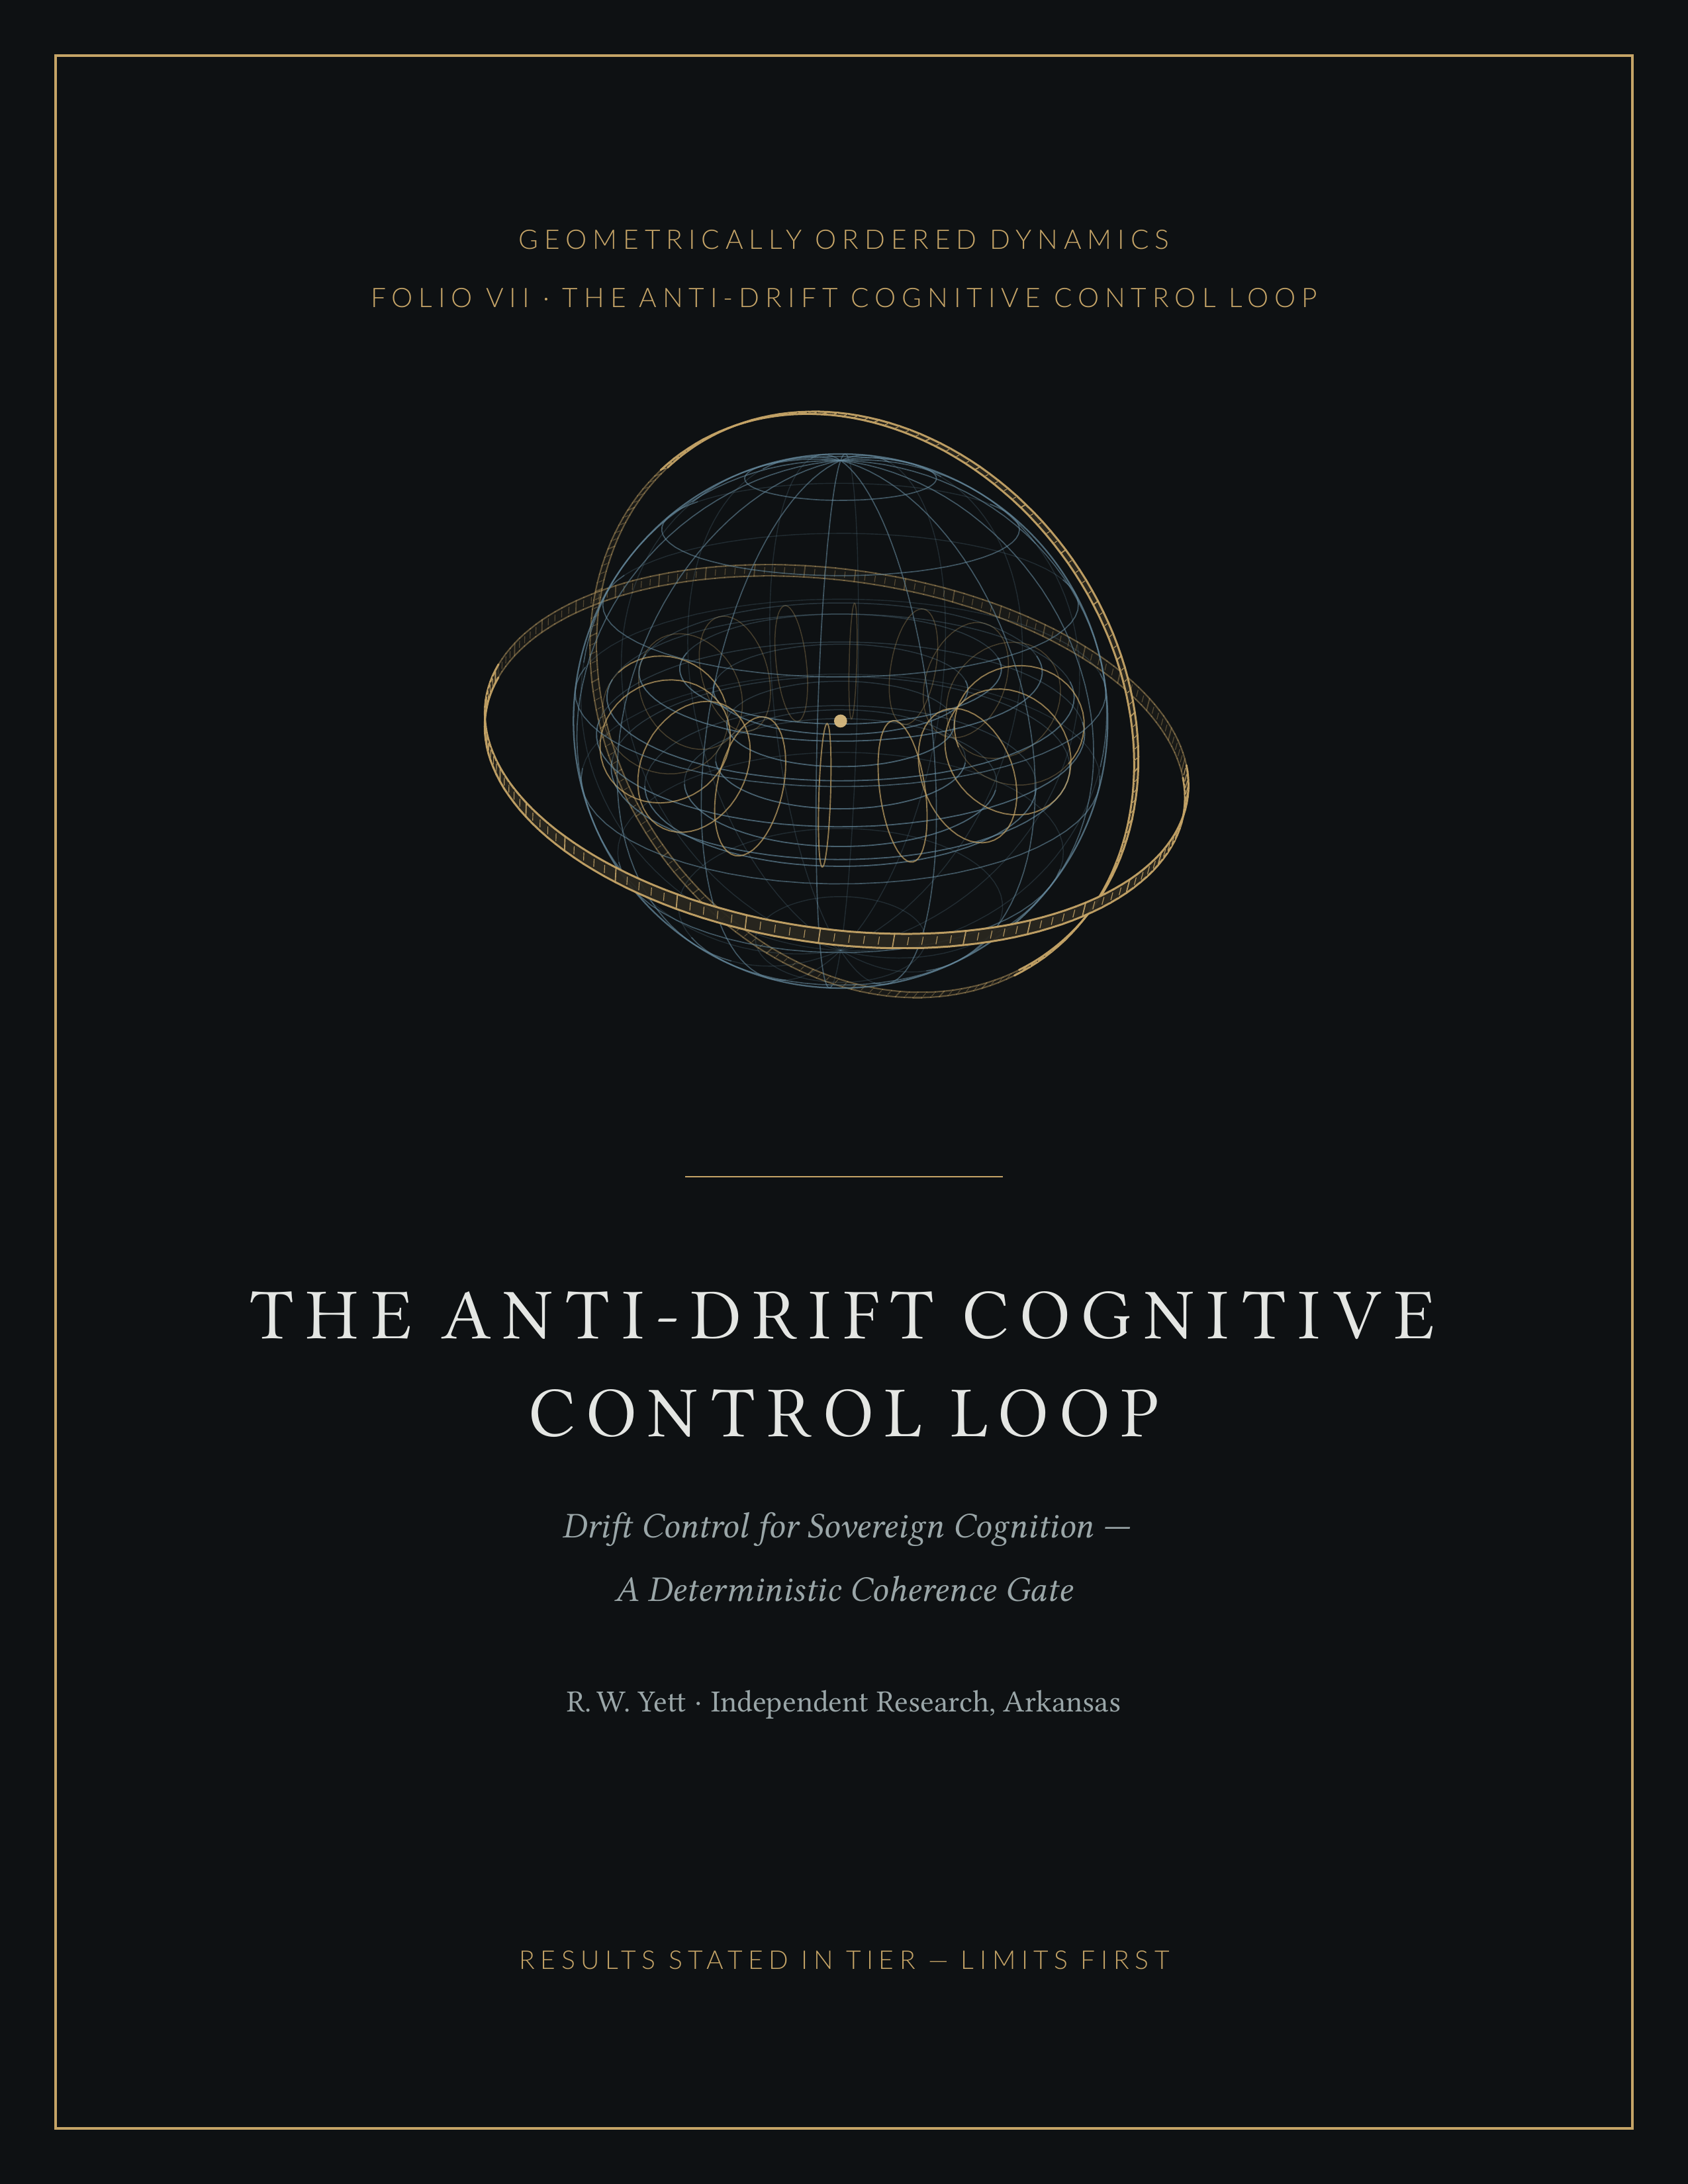 GEOMETRICALLY ORDERED DYNAMICS
FOLIO VII · THE ANTI-DRIFT COGNITIVE CONTROL LOOP
THE ANTI-DRIFT COGNITIVE
CONTROL LOOP
Drift Control for Sovereign Cognition —
A Deterministic Coherence Gate
R. W. Yett · Independent Research, Arkansas
RESULTS STATED IN TIER — LIMITS FIRST